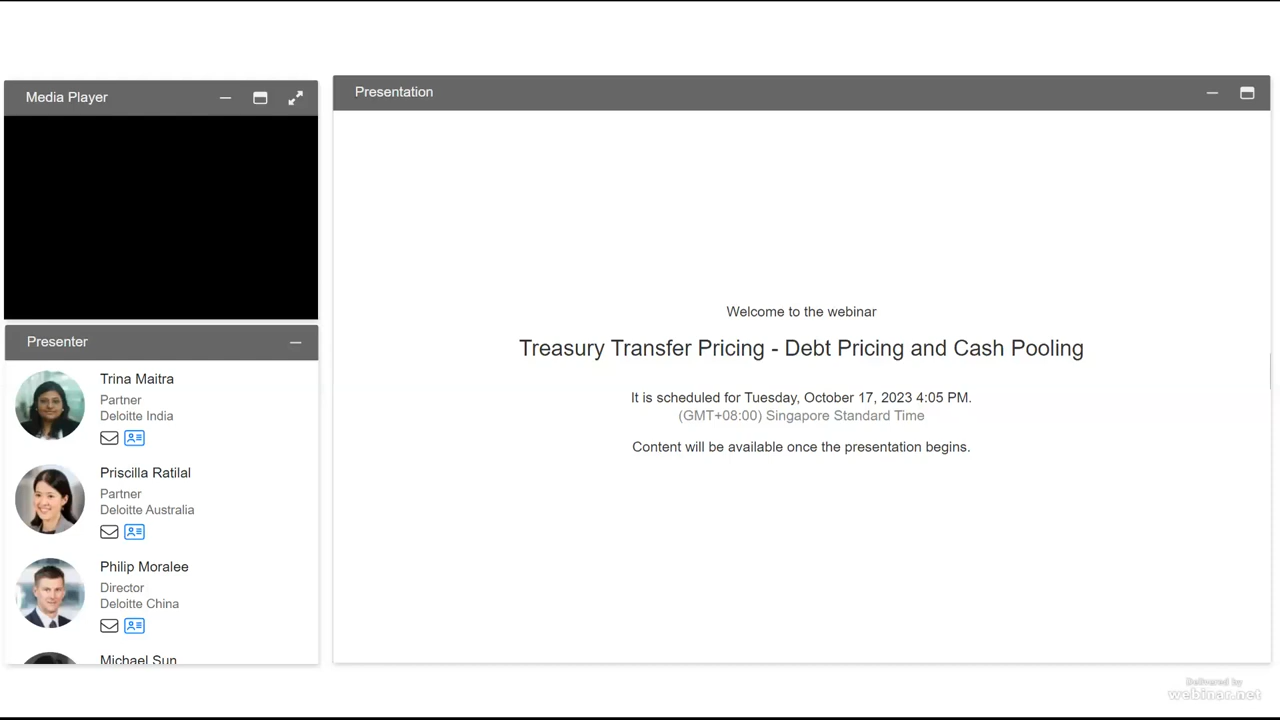 Media Player
Presentation
Welcome to the webinar
Treasury Transfer Pricing - Debt Pricing and Cash Pooling
It is scheduled for Tuesday, October 17, 2023 4:05 PM.
(GMT+08:00) Singapore Standard Time
Content will be available once the presentation begins.
Presenter
Trina Maitra
Partner
Deloitte India
Priscilla Ratilal
Partner
Deloitte Australia
Philip Moralee
Director
Deloitte China
Michael Sun
Delivered by
webinar.net